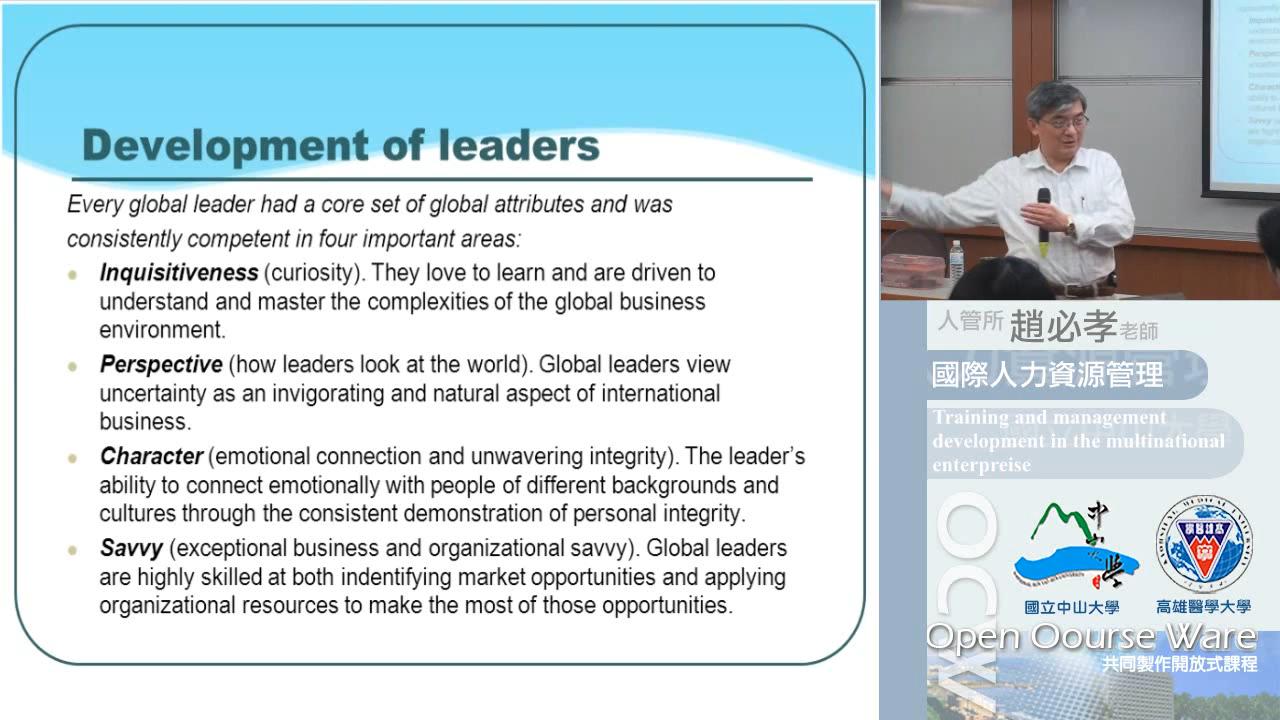 Development of leaders
Every global leader had a core set of global attributes and was
consistently competent in four important areas:
Inquisitiveness (curiosity). They love to learn and are driven to
understand and master the complexities of the global business
environment.
Perspective (how leaders look at the world). Global leaders view
uncertainty as an invigorating and natural aspect of international
business.
Character (emotional connection and unwavering integrity). The leader's
ability to connect emotionally with people of different backgrounds and
cultures through the consistent demonstration of personal integrity.
Savvy (exceptional business and organizational savvy). Global leaders
are highly skilled at both indentifying market opportunities and applying
organizational resources to make the most of those opportunities.
人管所 趙必孝老師
國際人力資源管理
Training and management
development in the multinational
enterpreise
OCW
國立中山大學
高雄醫學大學
Open Oourse Ware
共同製作開放式課程